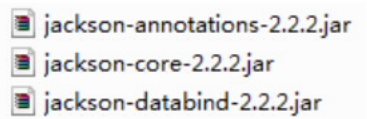 jackson-annotations-2.2.2.jar
jackson-core-2.2.2.jar
jackson-databind-2.2.2.jar